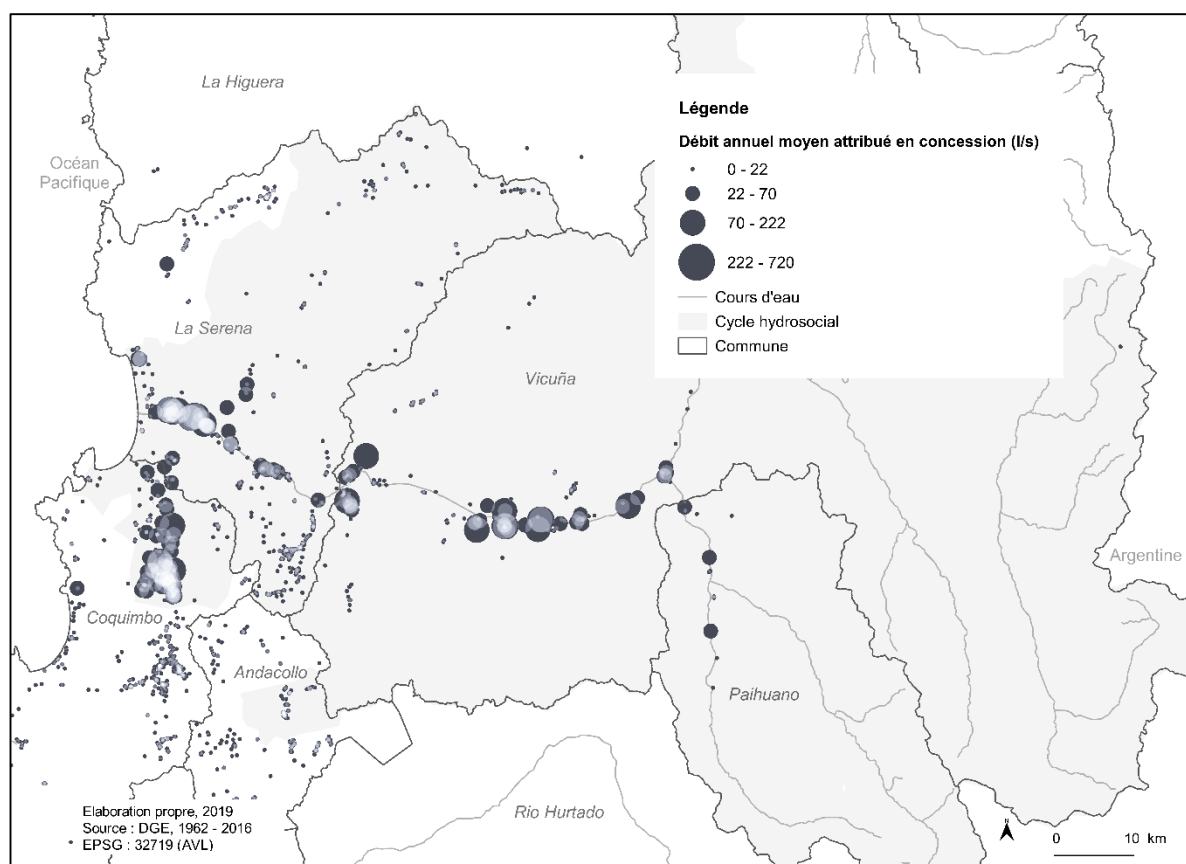 La Higuera
Océan
Pacifique
Légende
Débit annuel moyen attribué en concession (l/s)
0 - 22
22 - 70
70 - 222
222 - 720
Cours d'eau
Cycle hydrosocial
Commune
La Serena
Vicuña
Argentine
Coquimbo
Andacollo
Paihuano
Rio Hurtado
Elaboration propre, 2019
Source : DGE, 1962 - 2016
EPSG : 32719 (AVL)
N
0 10 km